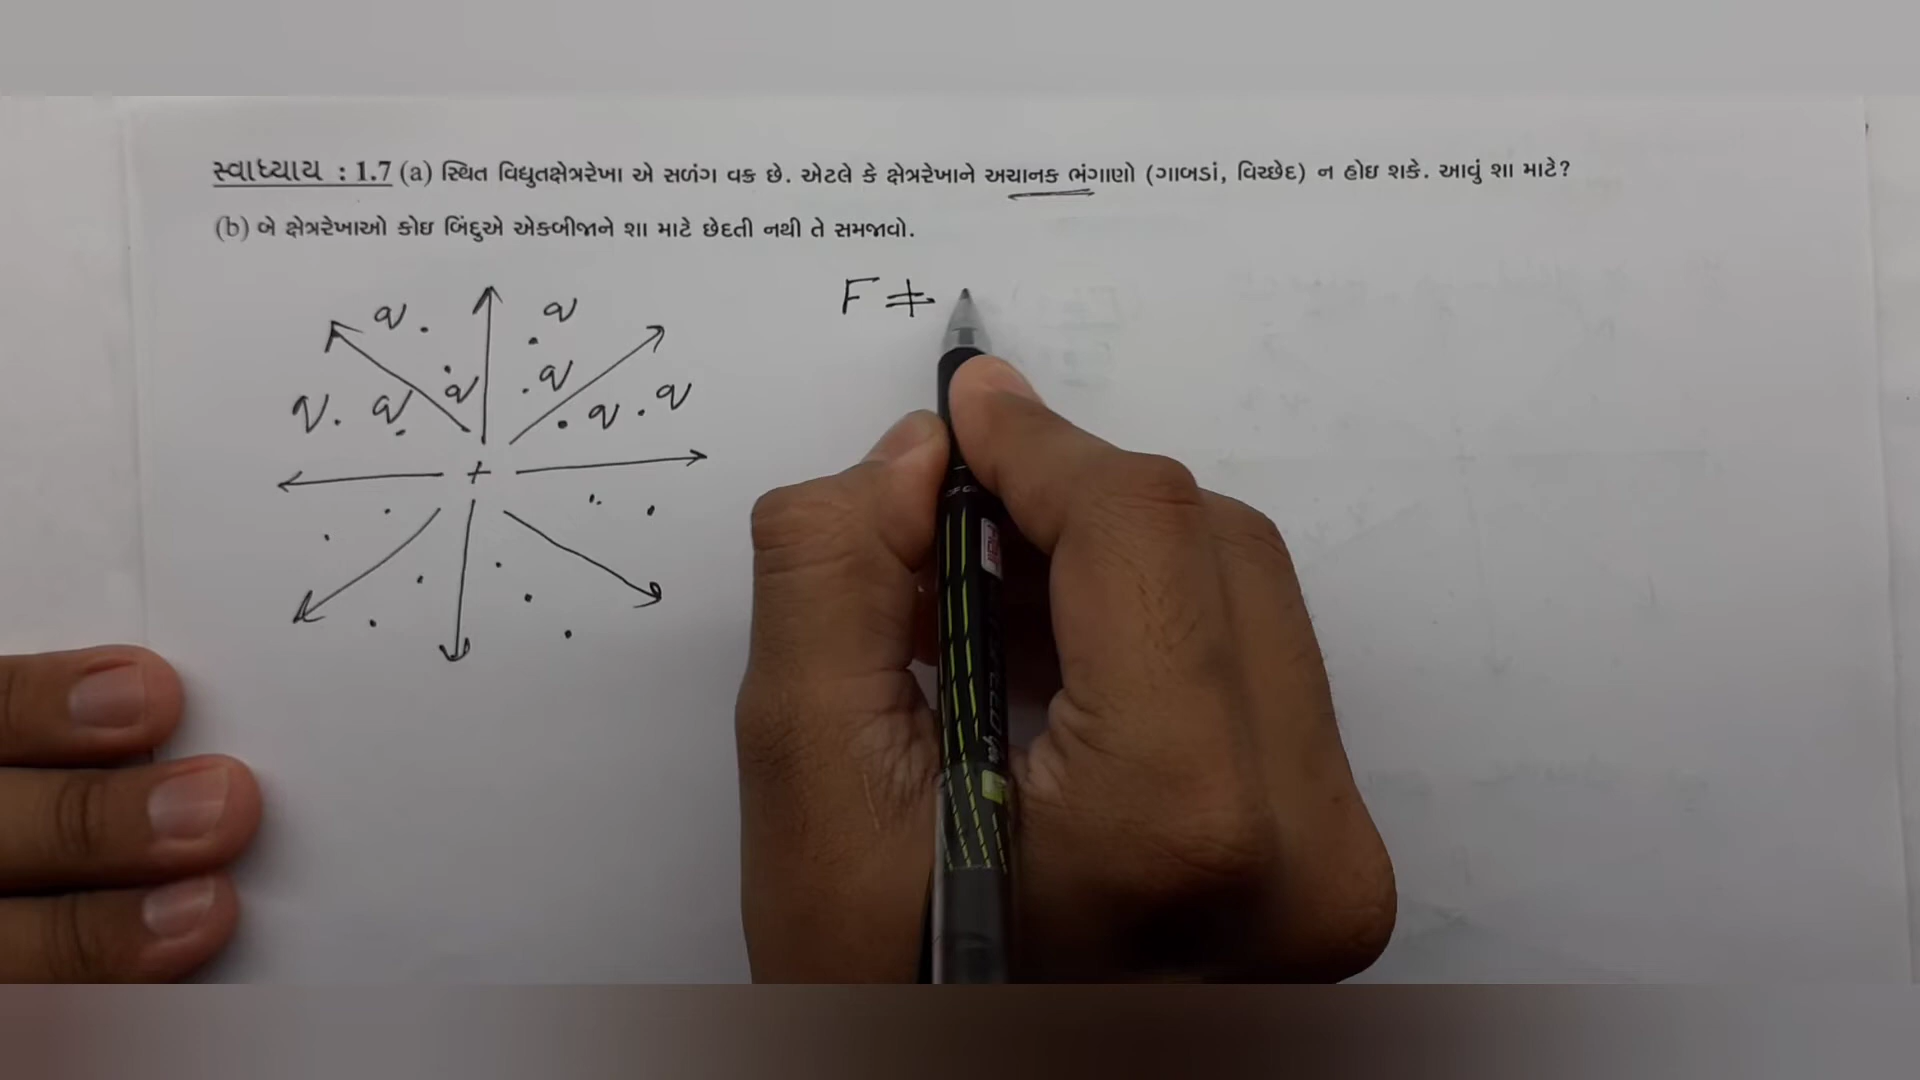 સ્વાધ્યાય : 1.7 (a) સ્થિત વિદ્યુતક્ષેત્રરેખા એ સળંગ વક્ર છે. એટલે કે ક્ષેત્રરેખાને અચાનક ભંગાણો (ગાબડાં, વિચ્છેદ) ન હોઇ શકે. આવું શા માટે?
(b) બે ક્ષેત્રરેખાઓ કોઇ બિંદુએ એકબીજાને શા માટે છેદતી નથી તે સમજાવો.
F ≠
q q
q q
q q q q
+